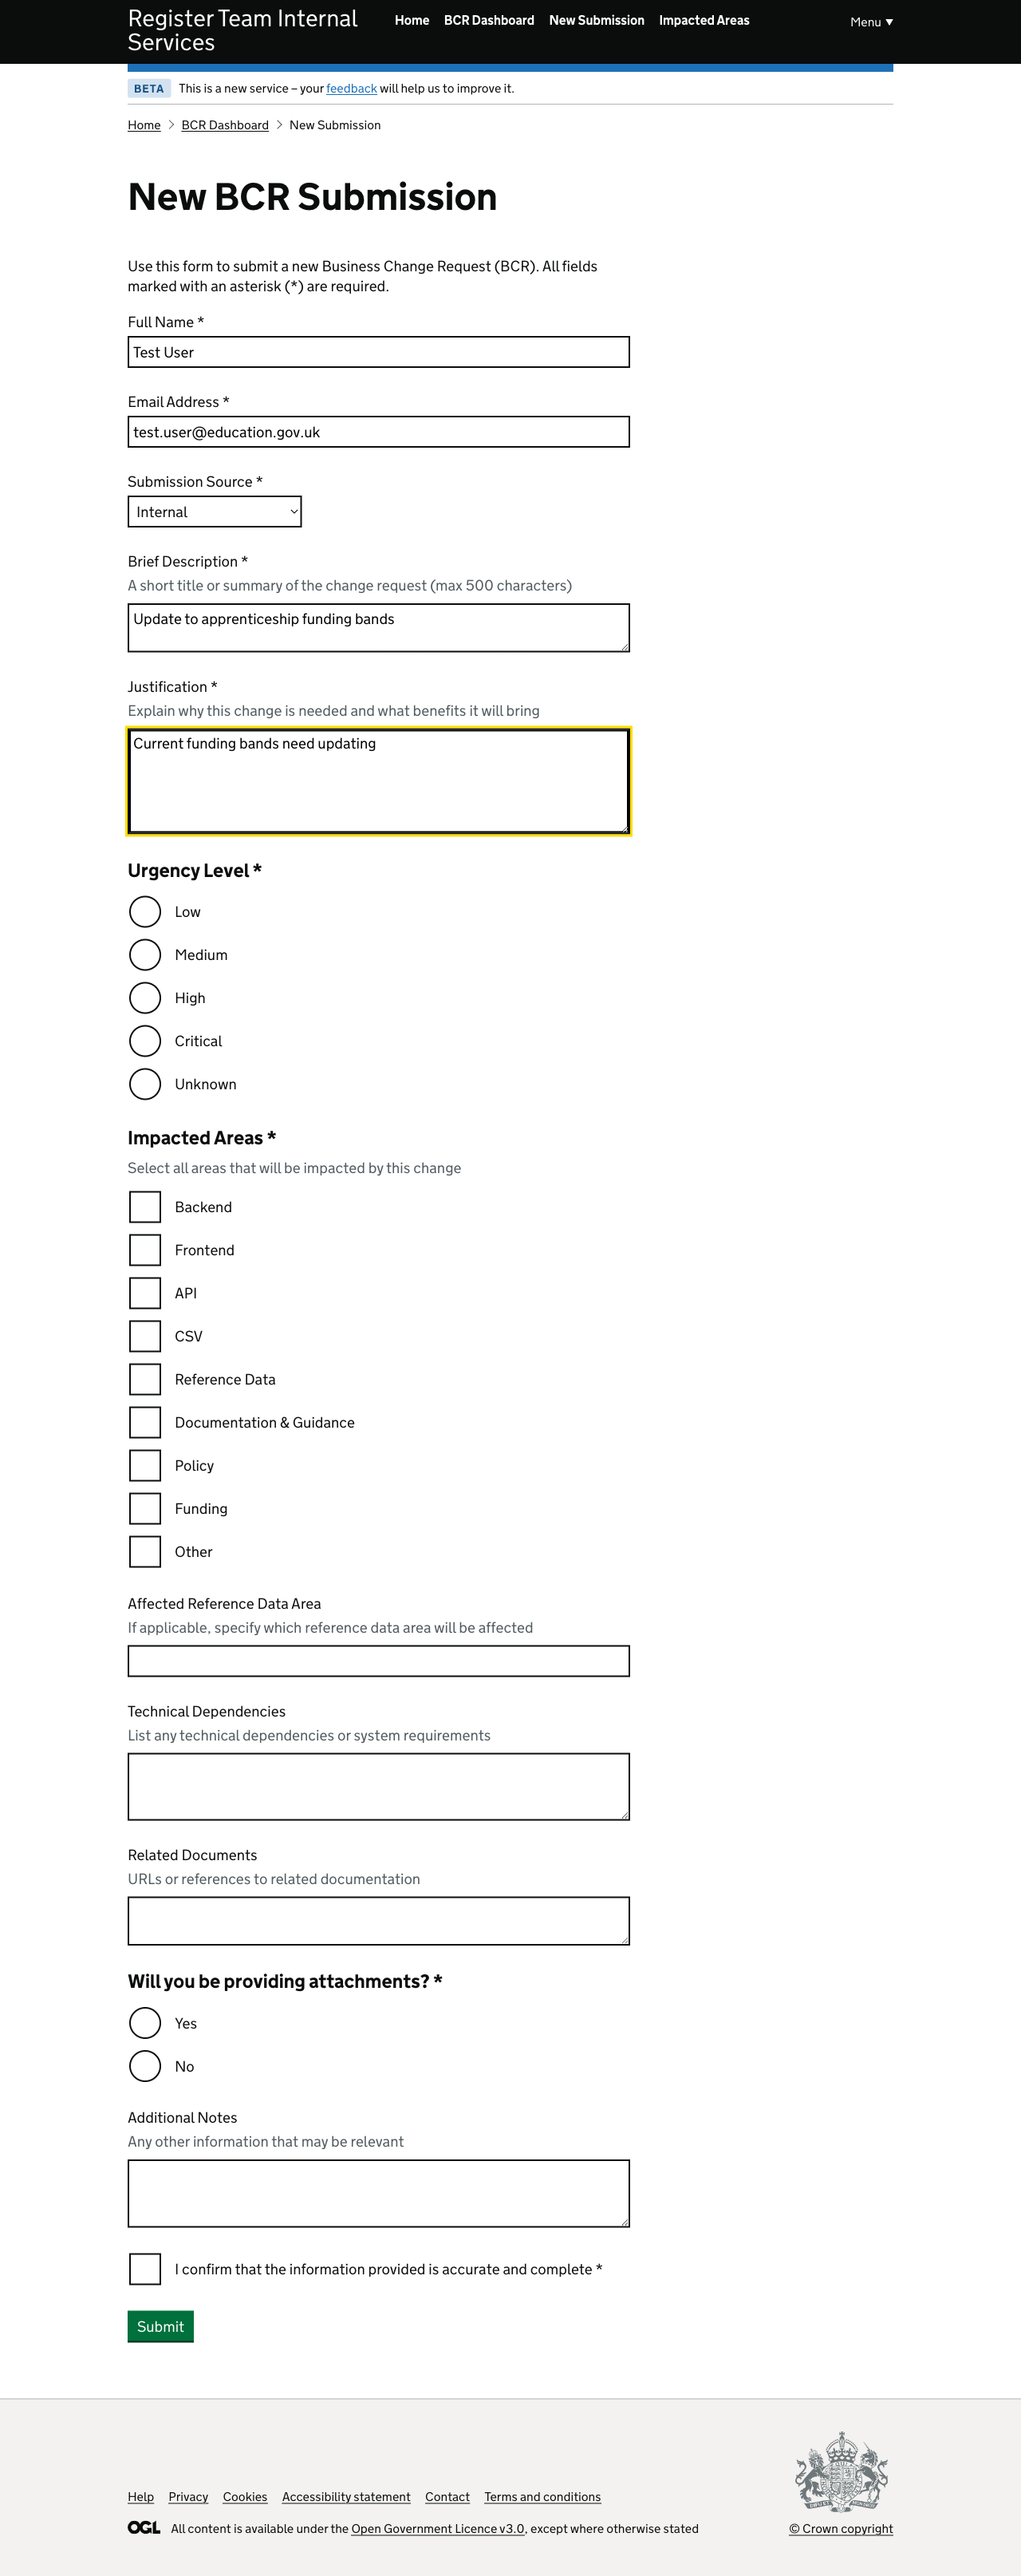 Register Team Internal
Services
Home BCR Dashboard New Submission Impacted Areas
Menu ▼
BETA This is a new service – your feedback will help us to improve it.
Home > BCR Dashboard > New Submission
New BCR Submission
Use this form to submit a new Business Change Request (BCR). All fields
marked with an asterisk (*) are required.
Full Name *
Test User
Email Address *
test.user@education.gov.uk
Submission Source *
Internal
Brief Description *
A short title or summary of the change request (max 500 characters)
Update to apprenticeship funding bands
Justification *
Explain why this change is needed and what benefits it will bring
Current funding bands need updating
Urgency Level *
Low
Medium
High
Critical
Unknown
Impacted Areas *
Select all areas that will be impacted by this change
Backend
Frontend
API
CSV
Reference Data
Documentation & Guidance
Policy
Funding
Other
Affected Reference Data Area
If applicable, specify which reference data area will be affected
Technical Dependencies
List any technical dependencies or system requirements
Related Documents
URLs or references to related documentation
Will you be providing attachments? *
Yes
No
Additional Notes
Any other information that may be relevant
I confirm that the information provided is accurate and complete *
Submit
Help Privacy Cookies Accessibility statement Contact Terms and conditions
OGL All content is available under the Open Government Licence v3.0, except where otherwise stated
© Crown copyright